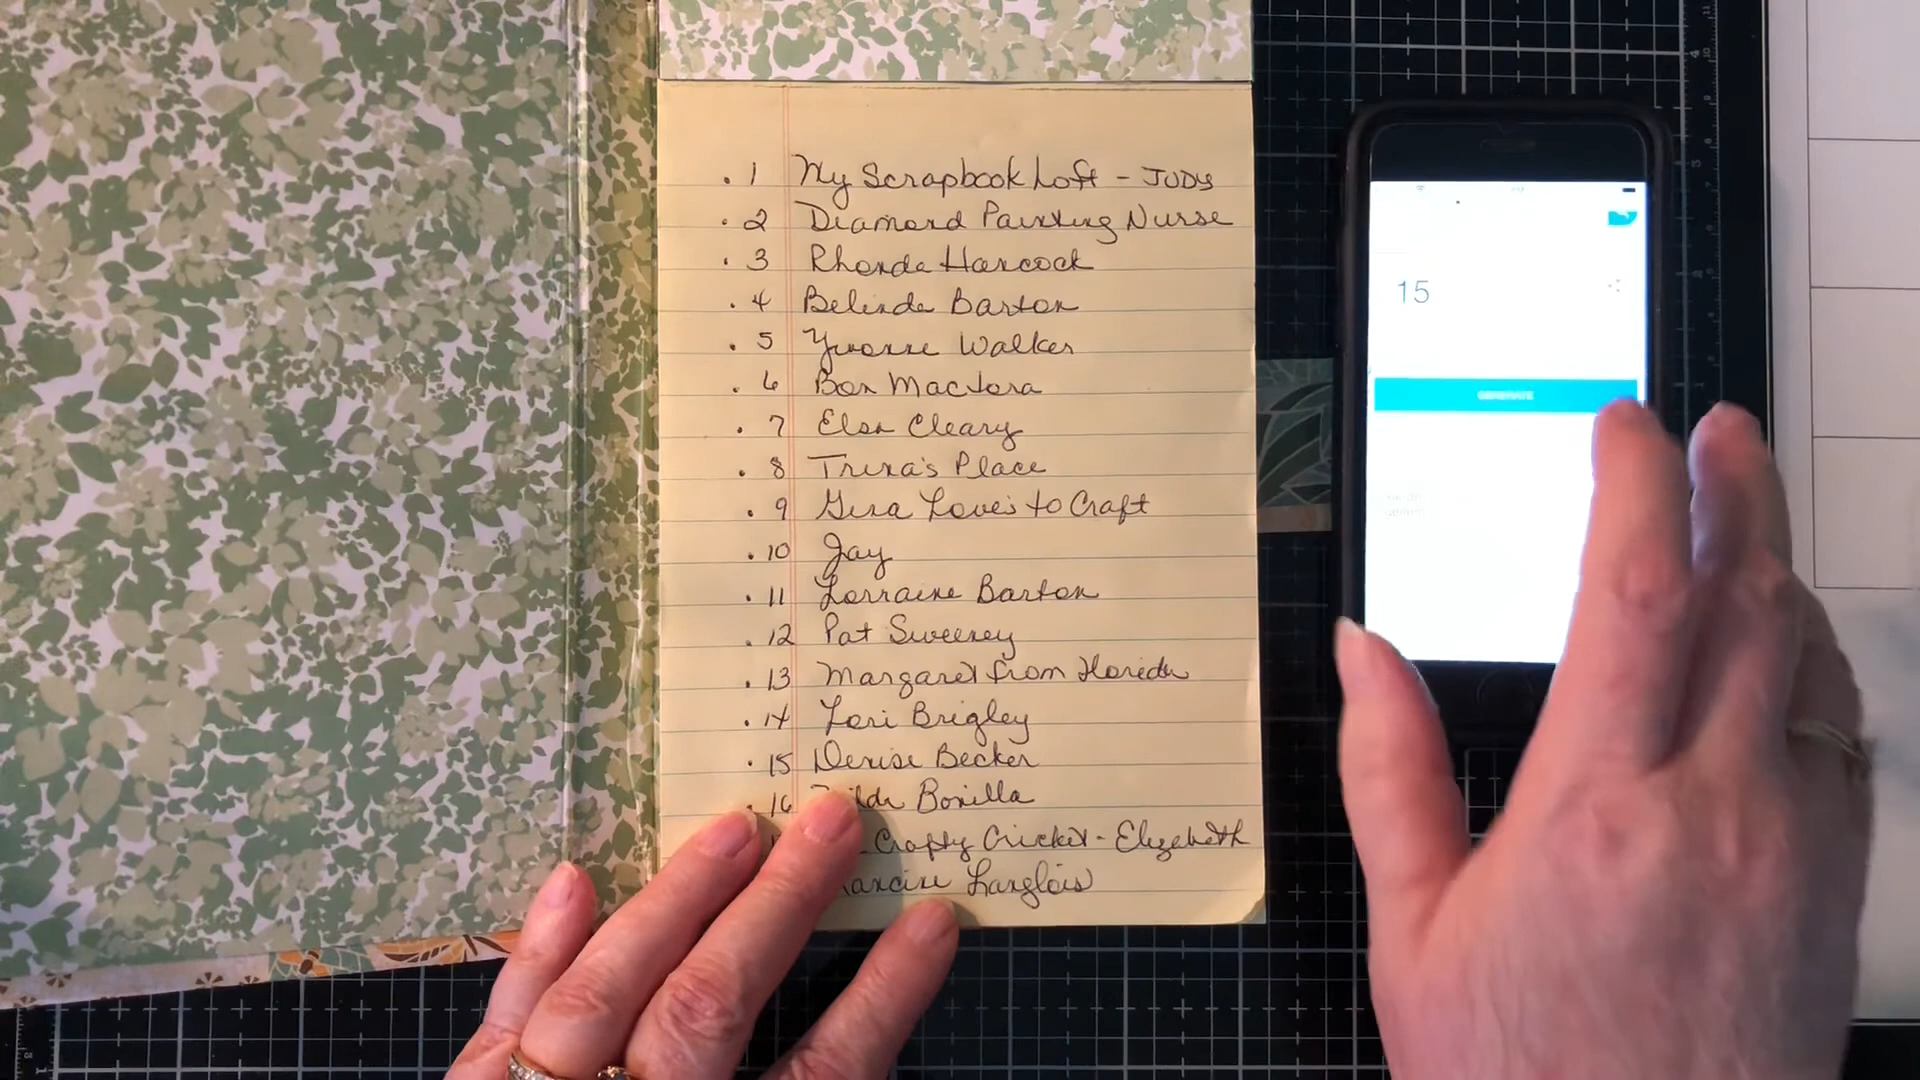 . 1 My Scrapbook Loft - JUDY
. 2 Diamond Painting Nurse
. 3 Rhonda Hancock
. 4 Belinda Barton
. 5 Yvonne Walker
. 6 Bon
. 7 Elsa Cleary
. 8 Trina's Place
. 9 Gina Loves to Craft
. 10 Jay
. 11 Lorraine Barton
. 12 Pat Sweeney
. 13 Margaret from Florida
. 14 Lori Brigley
. 15 Denise Becker
. 16 Bonilla
Crafty Cricket - Elizabeth
Langlois
15
GENERATE